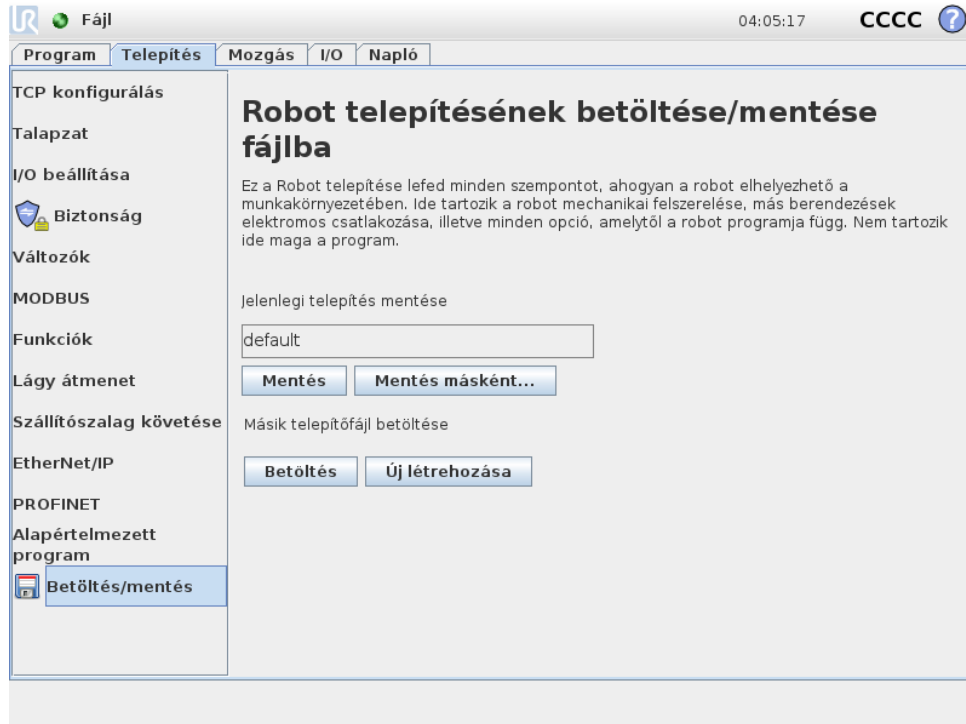 UR Fájl 04:05:17 CCCC ?
Program Telepítés Mozgás I/O Napló
TCP konfigurálás
Talapzat
I/O beállítása
Biztonság
Változók
MODBUS
Funkciók
Lágy átmenet
Szállítószalag követése
EtherNet/IP
PROFINET
Alapértelmezett
program
Betöltés/mentés
Robot telepítésének betöltése/mentése
fájlba
Ez a Robot telepítése lefed minden szempontot, ahogyan a robot elhelyezhető a
munkakörnyezetében. Ide tartozik a robot mechanikai felszerelése, más berendezések
elektromos csatlakozása, illetve minden opció, amelytől a robot programja függ. Nem tartozik
ide maga a program.
Jelenlegi telepítés mentése
default
Mentés Mentés másként...
Másik telepítőfájl betöltése
Betöltés Új létrehozása